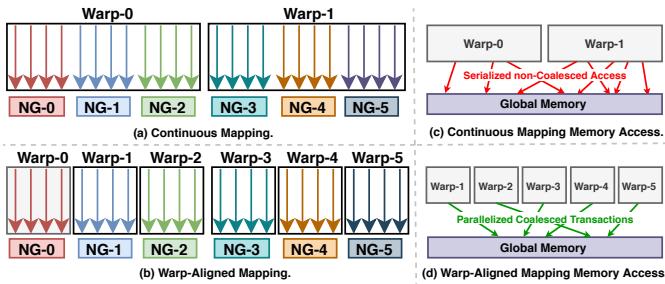 Warp-0 Warp-1
NG-0 NG-1 NG-2 NG-3 NG-4 NG-5
(a) Continuous Mapping.
Warp-0 Warp-1 Warp-2 Warp-3 Warp-4 Warp-5
NG-0 NG-1 NG-2 NG-3 NG-4 NG-5
(b) Warp-Aligned Mapping.
Warp-0 Warp-1
Serialized non-Coalesced Access
Global Memory
(c) Continuous Mapping Memory Access.
Warp-1 Warp-2 Warp-3 Warp-4 Warp-5
Parallelized Coalesced Transactions
Global Memory
(d) Warp-Aligned Mapping Memory Access